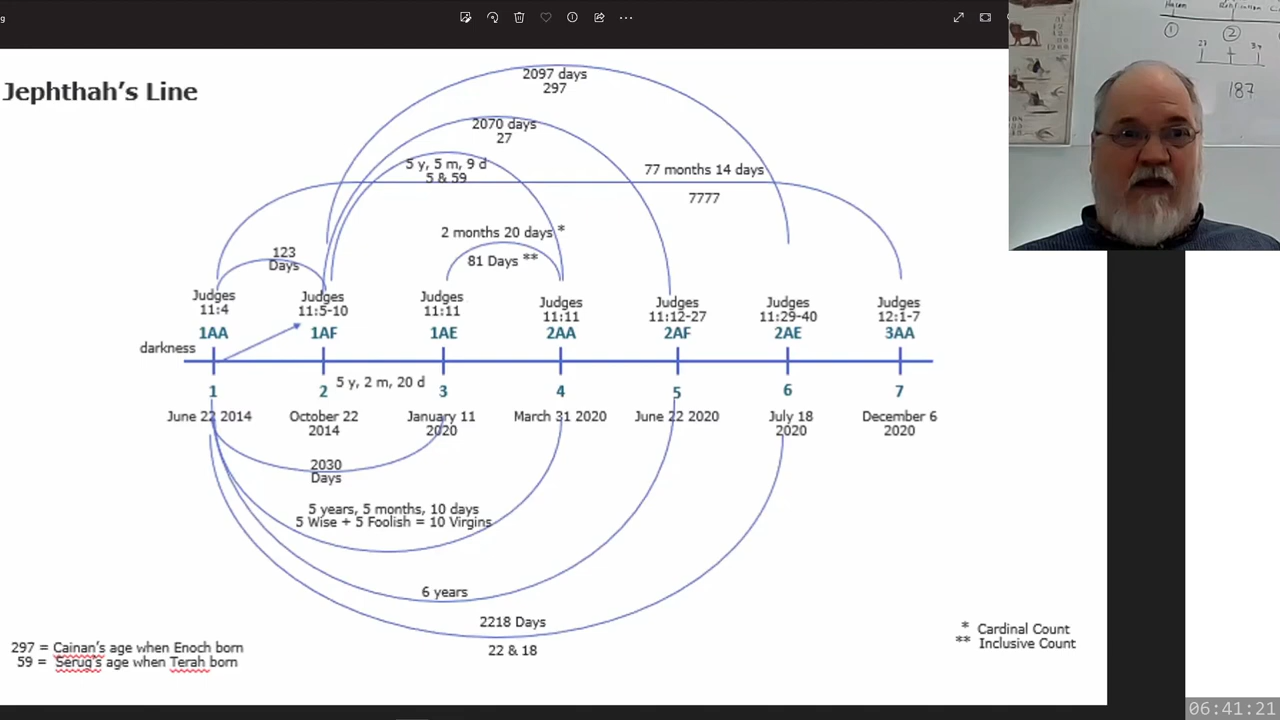 g
Jephthah's Line
2097 days
297
2070 days
27
5 y, 5 m, 9 d
5 & 59
77 months 14 days
7777
2 months 20 days *
81 Days **
123
Days
Judges
11:4
1AA
Judges
11:5-10
1AF
Judges
11:11
1AE
Judges
11:11
2AA
Judges
11:12-27
2AF
Judges
11:29-40
2AE
Judges
12:1-7
3AA
darkness
1
2
5 y, 2 m, 20 d
3
4
5
6
7
June 22 2014
October 22
2014
January 11
2020
March 31 2020
June 22 2020
July 18
2020
December 6
2020
2030
Days
5 years, 5 months, 10 days
5 Wise + 5 Foolish = 10 Virgins
6 years
2218 Days
22 & 18
297 = Cainan's age when Enoch born
59 = Serug's age when Terah born
* Cardinal Count
** Inclusive Count
1
2
187
06:41:21